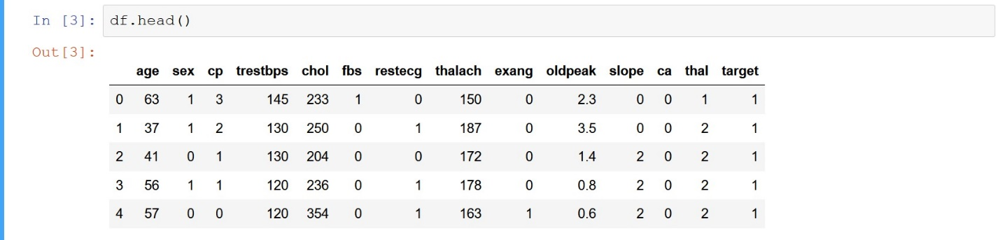 In [3]: df.head()
Out[3]:
age sex cp trestbps chol fbs restecg thalach exang oldpeak slope ca thal target
0 63 1 3 145 233 1 0 150 0 2.3 0 0 1 1
1 37 1 2 130 250 0 1 187 0 3.5 0 0 2 1
2 41 0 1 130 204 0 0 172 0 1.4 2 0 2 1
3 56 1 1 120 236 0 1 178 0 0.8 2 0 2 1
4 57 0 0 120 354 0 1 163 1 0.6 2 0 2 1